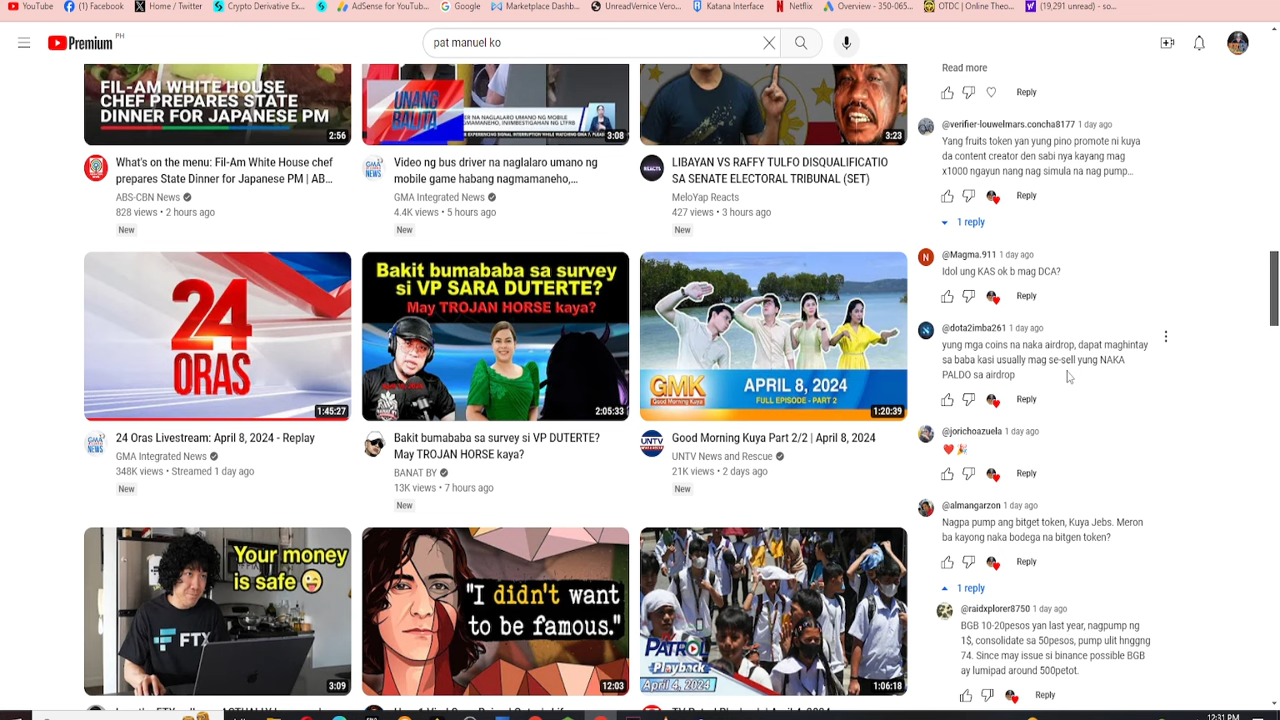 YouTube
(1) Facebook
Home / Twitter
Crypto Derivative Ex...
AdSense for YouTub...
Google
Marketplace Dashb...
UnreadVernice Vero...
Katana Interface
Netflix
Overview - 350-065...
OTDC | Online Theo...
(19,291 unread) - so...
Premium PH
pat manuel ko
FIL-AM WHITE HOUSE
CHEF PREPARES STATE
DINNER FOR JAPANESE PM
2:56
What's on the menu: Fil-Am White House chef
prepares State Dinner for Japanese PM | AB...
ABS-CBN News
828 views • 2 hours ago
New
UNANG
BALITA
3:08
Video ng bus driver na naglalaro umano ng
mobile game habang nagmamaneho,...
GMA Integrated News
4.4K views • 5 hours ago
New
3:23
LIBAYAN VS RAFFY TULFO DISQUALIFICATIO
SA SENATE ELECTORAL TRIBUNAL (SET)
MeloYap Reacts
427 views • 3 hours ago
New
24
ORAS
1:45:27
24 Oras Livestream: April 8, 2024 - Replay
GMA Integrated News
348K views • Streamed 1 day ago
New
Bakit bumababa sa survey
si VP SARA DUTERTE?
May TROJAN HORSE kaya?
2:05:33
Bakit bumababa sa survey si VP DUTERTE?
May TROJAN HORSE kaya?
BANAT BY
13K views • 7 hours ago
New
GMK
Good Morning Kuya
APRIL 8, 2024
FULL EPISODE - PART 2
1:20:39
Good Morning Kuya Part 2/2 | April 8, 2024
UNTV News and Rescue
21K views • 2 days ago
New
Your money
is safe
FTX
3:09
"I didn't want
to be famous."
12:03
PATROL
Playback
April 4, 2024
1:06:18
Read more
Reply
@verifier-louwelmars.concha8177 1 day ago
Yang fruits token yan yung pino promote ni kuya
da content creator den sabi nya kayang mag
x1000 ngayun nang nag simula na nag pump...
Reply
1 reply
@Magma.911 1 day ago
Idol ung KAS ok b mag DCA?
Reply
@dota2imba261 1 day ago
yung mga coins na naka airdrop, dapat maghintay
sa baba kasi usually mag se-sell yung NAKA
PALDO sa airdrop
Reply
@jorichoazuela 1 day ago
❤️🎉
Reply
@almangarzon 1 day ago
Nagpa pump ang bitget token, Kuya Jebs. Meron
ba kayong naka bodega na bitgen token?
Reply
1 reply
@raidxplorer8750 1 day ago
BGB 10-20pesos yan last year, nagpump ng
1$, consolidate sa 50pesos, pump ulit hnggng
74. Since may issue si binance possible BGB
ay lumipad around 500petot.
Reply
12:31 PM